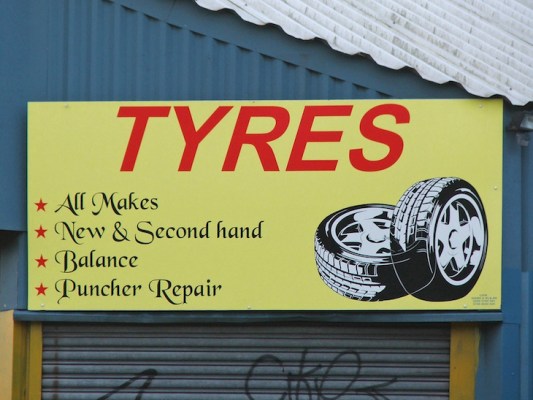 TYRES
All Makes
New & Second hand
Balance
Puncher Repair